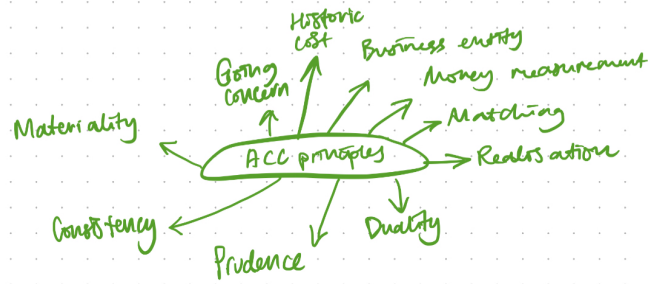 Historic
cost
Business entity
Going
concern
Money measurement
Materiality
Matching
ACC principles
Realisation
Consistency
Duality
Prudence